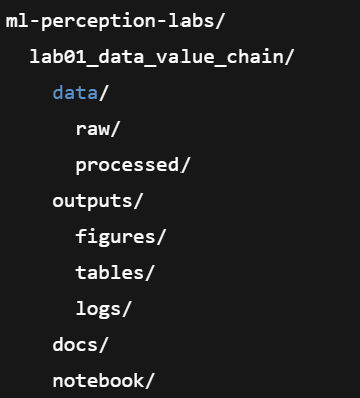 ml-perception-labs/
  lab01_data_value_chain/
    data/
      raw/
      processed/
    outputs/
      figures/
      tables/
      logs/
    docs/
    notebook/